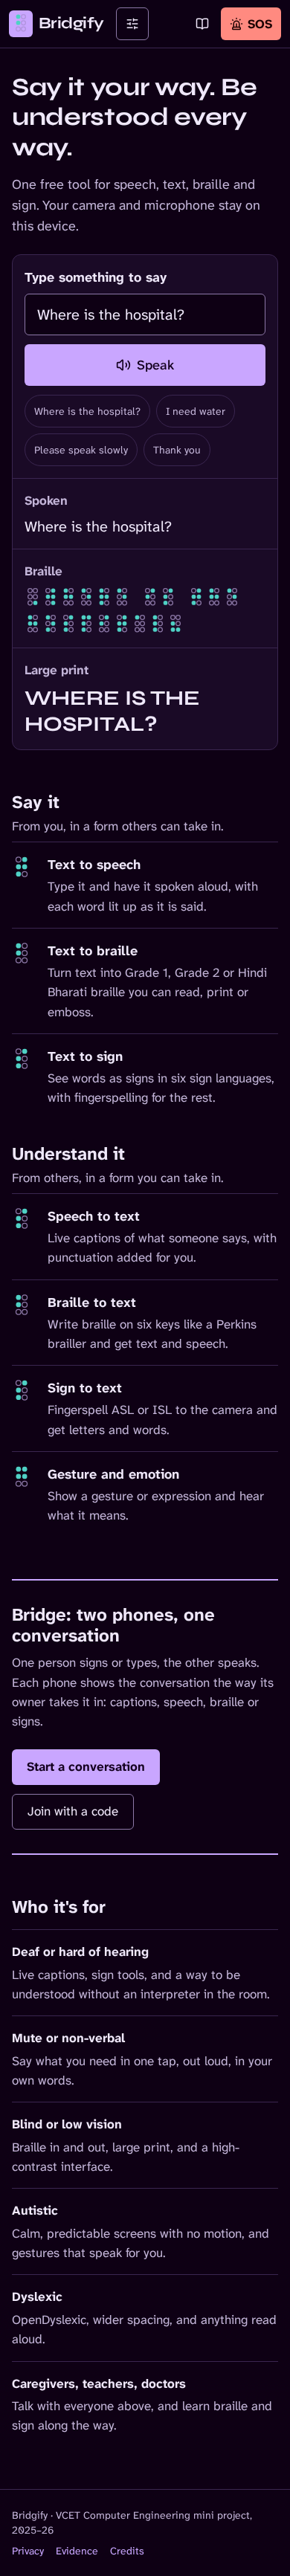 Bridgify
SOS
Say it your way. Be
understood every
way.
One free tool for speech, text, braille and
sign. Your camera and microphone stay on
this device.
Type something to say
Where is the hospital?
Speak
Where is the hospital?
I need water
Please speak slowly
Thank you
Spoken
Where is the hospital?
Braille
Large print
WHERE IS THE
HOSPITAL?
Say it
From you, in a form others can take in.
Text to speech
Type it and have it spoken aloud, with
each word lit up as it is said.
Text to braille
Turn text into Grade 1, Grade 2 or Hindi
Bharati braille you can read, print or
emboss.
Text to sign
See words as signs in six sign languages,
with fingerspelling for the rest.
Understand it
From others, in a form you can take in.
Speech to text
Live captions of what someone says, with
punctuation added for you.
Braille to text
Write braille on six keys like a Perkins
brailler and get text and speech.
Sign to text
Fingerspell ASL or ISL to the camera and
get letters and words.
Gesture and emotion
Show a gesture or expression and hear
what it means.
Bridge: two phones, one
conversation
One person signs or types, the other speaks.
Each phone shows the conversation the way its
owner takes it in: captions, speech, braille or
signs.
Start a conversation
Join with a code
Who it's for
Deaf or hard of hearing
Live captions, sign tools, and a way to be
understood without an interpreter in the room.
Mute or non-verbal
Say what you need in one tap, out loud, in your
own words.
Blind or low vision
Braille in and out, large print, and a high-
contrast interface.
Autistic
Calm, predictable screens with no motion, and
gestures that speak for you.
Dyslexic
OpenDyslexic, wider spacing, and anything read
aloud.
Caregivers, teachers, doctors
Talk with everyone above, and learn braille and
sign along the way.
Bridgify · VCET Computer Engineering mini project,
2025–26
Privacy
Evidence
Credits